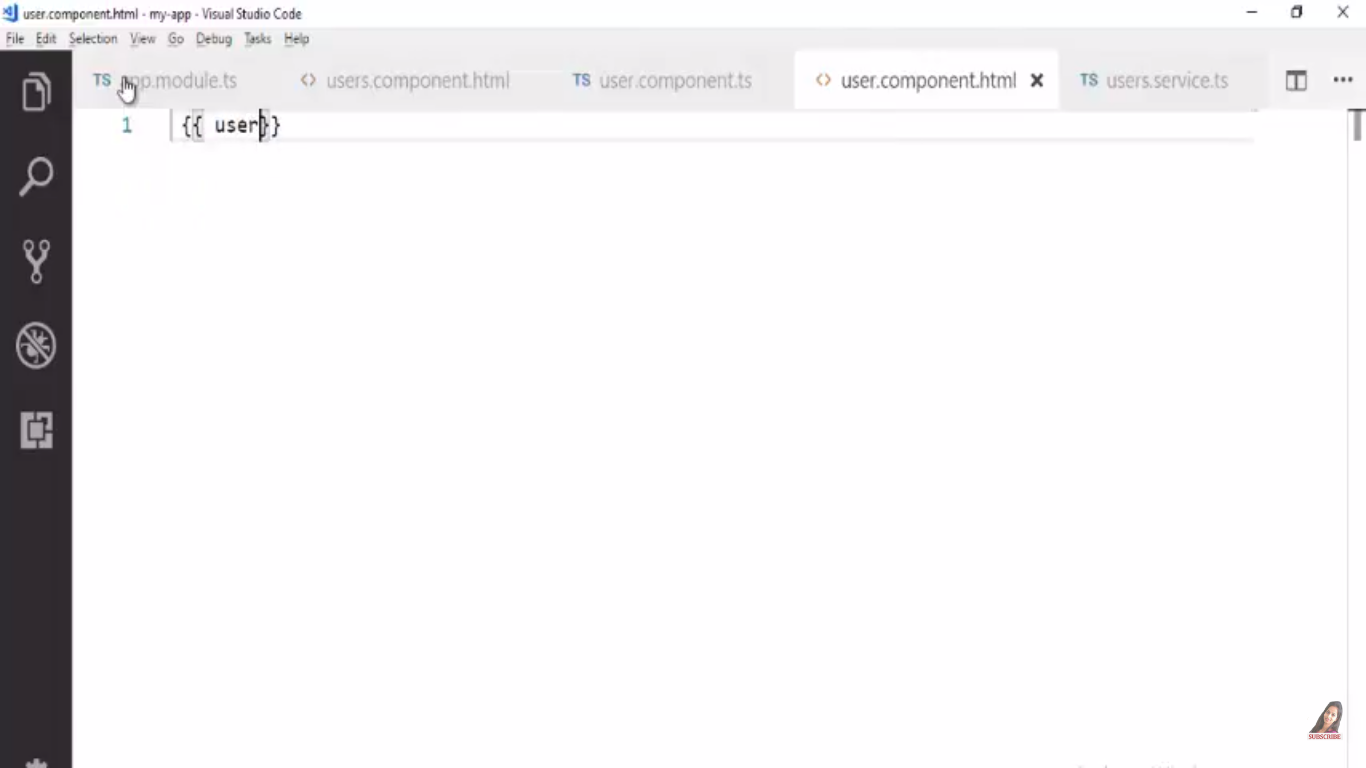 user.component.html - my-app - Visual Studio Code
File Edit Selection View Go Debug Tasks Help
TS app.module.ts <> users.component.html TS user.component.ts <> user.component.html TS users.service.ts
1 {{ user}}
SUBSCRIBE